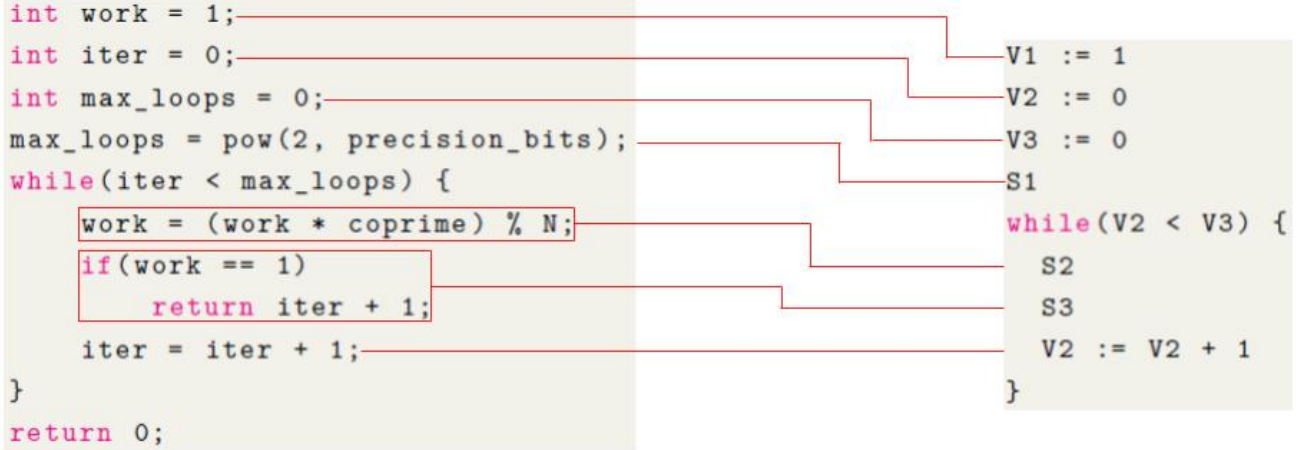 int work = 1;
int iter = 0;
int max_loops = 0;
max_loops = pow(2, precision_bits);
while(iter < max_loops) {
    work = (work * coprime) % N;
    if(work == 1)
        return iter + 1;
    iter = iter + 1;
}
return 0;
V1 := 1
V2 := 0
V3 := 0
S1
while(V2 < V3) {
  S2
  S3
  V2 := V2 + 1
}